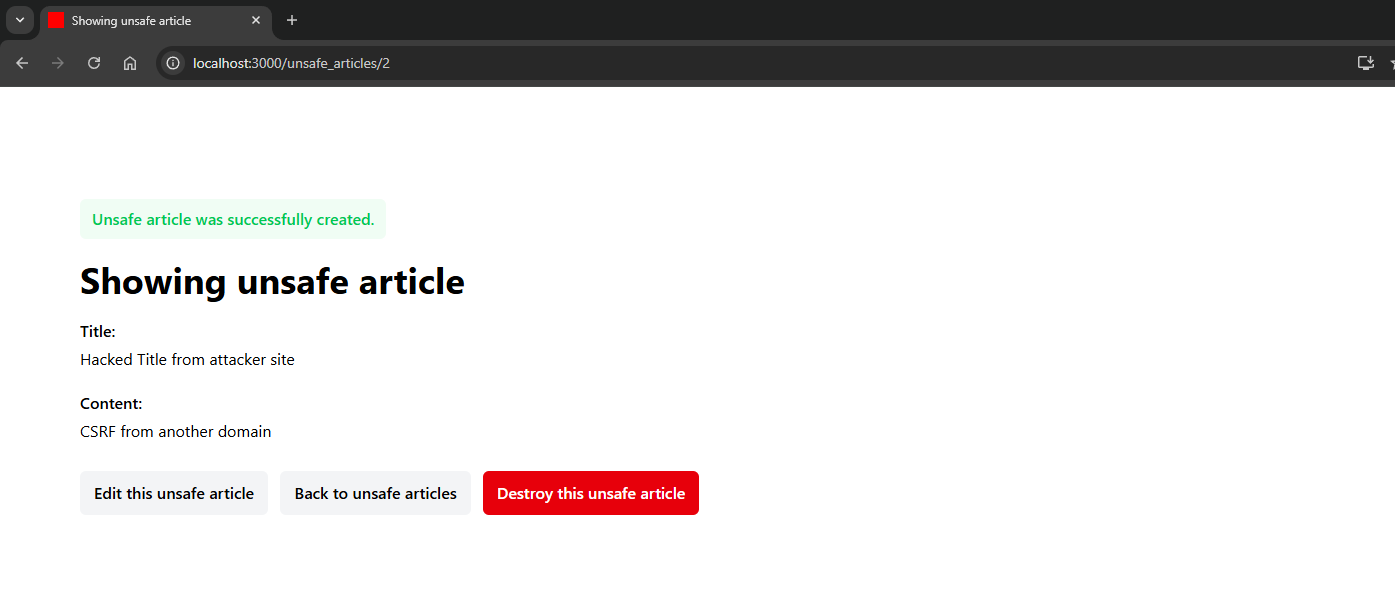 Showing unsafe article
localhost:3000/unsafe_articles/2
Unsafe article was successfully created.
Showing unsafe article
Title:
Hacked Title from attacker site
Content:
CSRF from another domain
Edit this unsafe article
Back to unsafe articles
Destroy this unsafe article